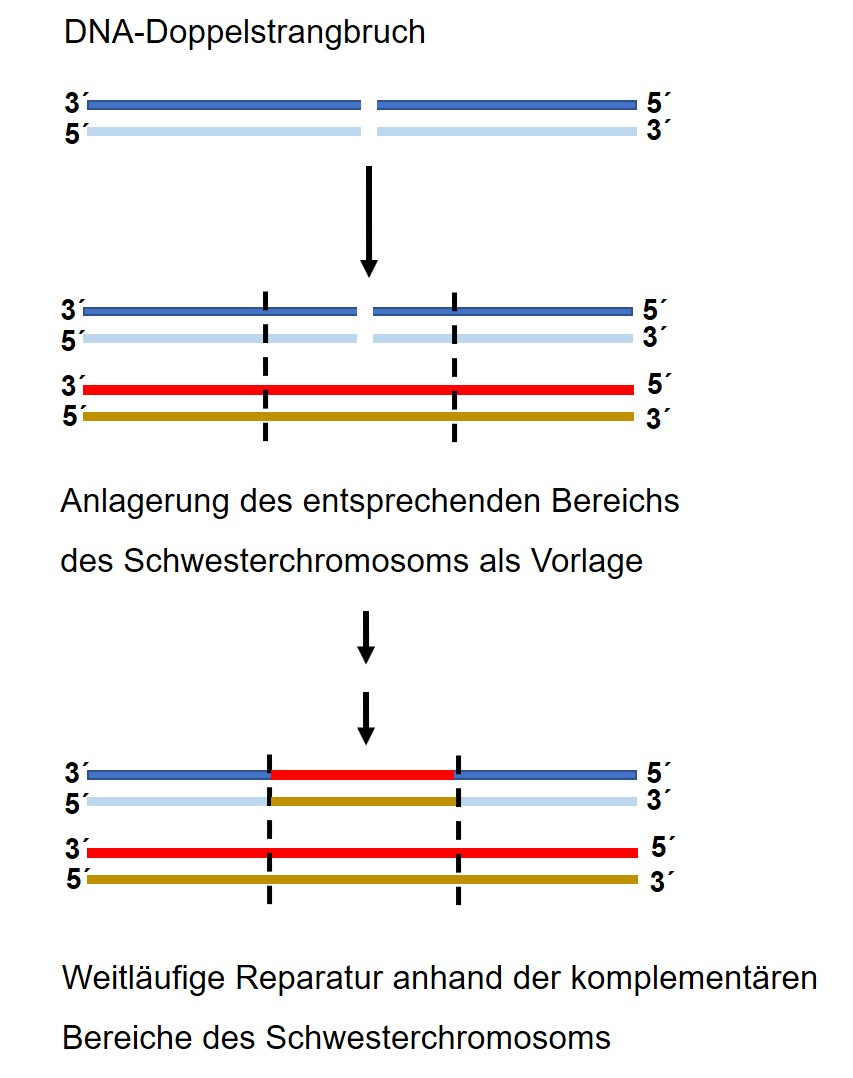 DNA-Doppelstrangbruch
3´ 5´
5´ 3´
3´ 5´
5´ 3´
3´ 5´
5´ 3´
Anlagerung des entsprechenden Bereichs
des Schwesterchromosoms als Vorlage
3´ 5´
5´ 3´
3´ 5´
5´ 3´
Weitläufige Reparatur anhand der komplementären
Bereiche des Schwesterchromosoms